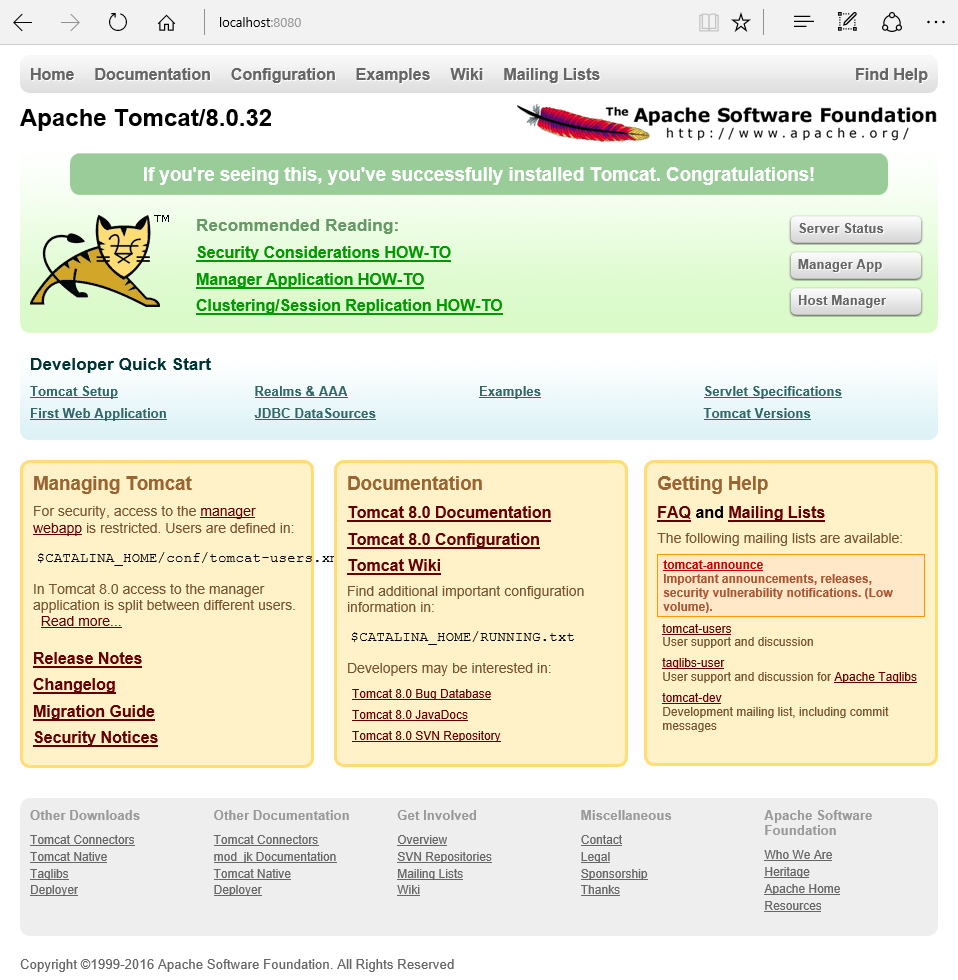 localhost:8080
Home Documentation Configuration Examples Wiki Mailing Lists Find Help
Apache Tomcat/8.0.32
The Apache Software Foundation
http://www.apache.org/
If you're seeing this, you've successfully installed Tomcat. Congratulations!
TM
Recommended Reading:
Security Considerations HOW-TO
Manager Application HOW-TO
Clustering/Session Replication HOW-TO
Server Status
Manager App
Host Manager
Developer Quick Start
Tomcat Setup
First Web Application
Realms & AAA
JDBC DataSources
Examples
Servlet Specifications
Tomcat Versions
Managing Tomcat
For security, access to the manager
webapp is restricted. Users are defined in:
$CATALINA_HOME/conf/tomcat-users.xm
In Tomcat 8.0 access to the manager
application is split between different users.
Read more...
Release Notes
Changelog
Migration Guide
Security Notices
Documentation
Tomcat 8.0 Documentation
Tomcat 8.0 Configuration
Tomcat Wiki
Find additional important configuration
information in:
$CATALINA_HOME/RUNNING.txt
Developers may be interested in:
Tomcat 8.0 Bug Database
Tomcat 8.0 JavaDocs
Tomcat 8.0 SVN Repository
Getting Help
FAQ and Mailing Lists
The following mailing lists are available:
tomcat-announce
Important announcements, releases,
security vulnerability notifications. (Low
volume).
tomcat-users
User support and discussion
taglibs-user
User support and discussion for Apache Taglibs
tomcat-dev
Development mailing list, including commit
messages
Other Downloads
Tomcat Connectors
Tomcat Native
Taglibs
Deployer
Other Documentation
Tomcat Connectors
mod_jk Documentation
Tomcat Native
Deployer
Get Involved
Overview
SVN Repositories
Mailing Lists
Wiki
Miscellaneous
Contact
Legal
Sponsorship
Thanks
Apache Software
Foundation
Who We Are
Heritage
Apache Home
Resources
Copyright ©1999-2016 Apache Software Foundation. All Rights Reserved